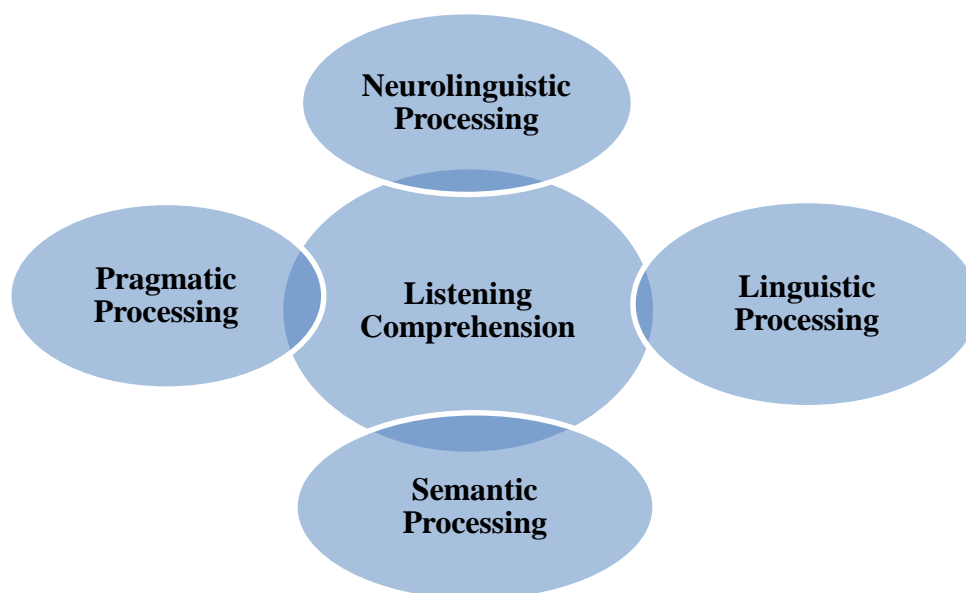 Neurolinguistic
Processing
Pragmatic
Processing
Listening
Comprehension
Linguistic
Processing
Semantic
Processing